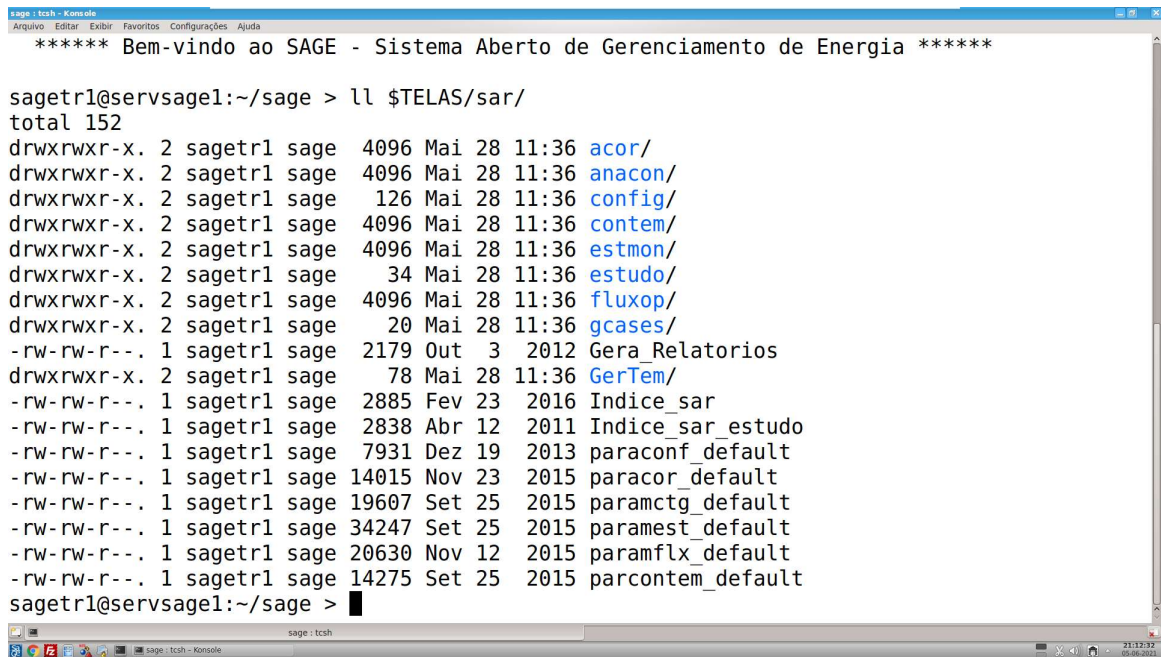 sage : tcsh - Konsole
Arquivo Editar Exibir Favoritos Configurações Ajuda
****** Bem-vindo ao SAGE - Sistema Aberto de Gerenciamento de Energia ******
sagetr1@servsage1:~/sage > ll $TELAS/sar/
total 152
drwxrwxr-x. 2 sagetr1 sage 4096 Mai 28 11:36 acor/
drwxrwxr-x. 2 sagetr1 sage 4096 Mai 28 11:36 anacon/
drwxrwxr-x. 2 sagetr1 sage 126 Mai 28 11:36 config/
drwxrwxr-x. 2 sagetr1 sage 4096 Mai 28 11:36 contem/
drwxrwxr-x. 2 sagetr1 sage 4096 Mai 28 11:36 estmon/
drwxrwxr-x. 2 sagetr1 sage 34 Mai 28 11:36 estudo/
drwxrwxr-x. 2 sagetr1 sage 4096 Mai 28 11:36 fluxop/
drwxrwxr-x. 2 sagetr1 sage 20 Mai 28 11:36 gcases/
-rw-rw-r--. 1 sagetr1 sage 2179 Out 3 2012 Gera_Relatorios
drwxrwxr-x. 2 sagetr1 sage 78 Mai 28 11:36 GerTem/
-rw-rw-r--. 1 sagetr1 sage 2885 Fev 23 2016 Indice_sar
-rw-rw-r--. 1 sagetr1 sage 2838 Abr 12 2011 Indice_sar_estudo
-rw-rw-r--. 1 sagetr1 sage 7931 Dez 19 2013 paraconf_default
-rw-rw-r--. 1 sagetr1 sage 14015 Nov 23 2015 paracor_default
-rw-rw-r--. 1 sagetr1 sage 19607 Set 25 2015 paramctg_default
-rw-rw-r--. 1 sagetr1 sage 34247 Set 25 2015 paramest_default
-rw-rw-r--. 1 sagetr1 sage 20630 Nov 12 2015 paramflx_default
-rw-rw-r--. 1 sagetr1 sage 14275 Set 25 2015 parcontem_default
sagetr1@servsage1:~/sage >
sage : tcsh
sage : tcsh - Konsole
21:12:32
05-06-2021